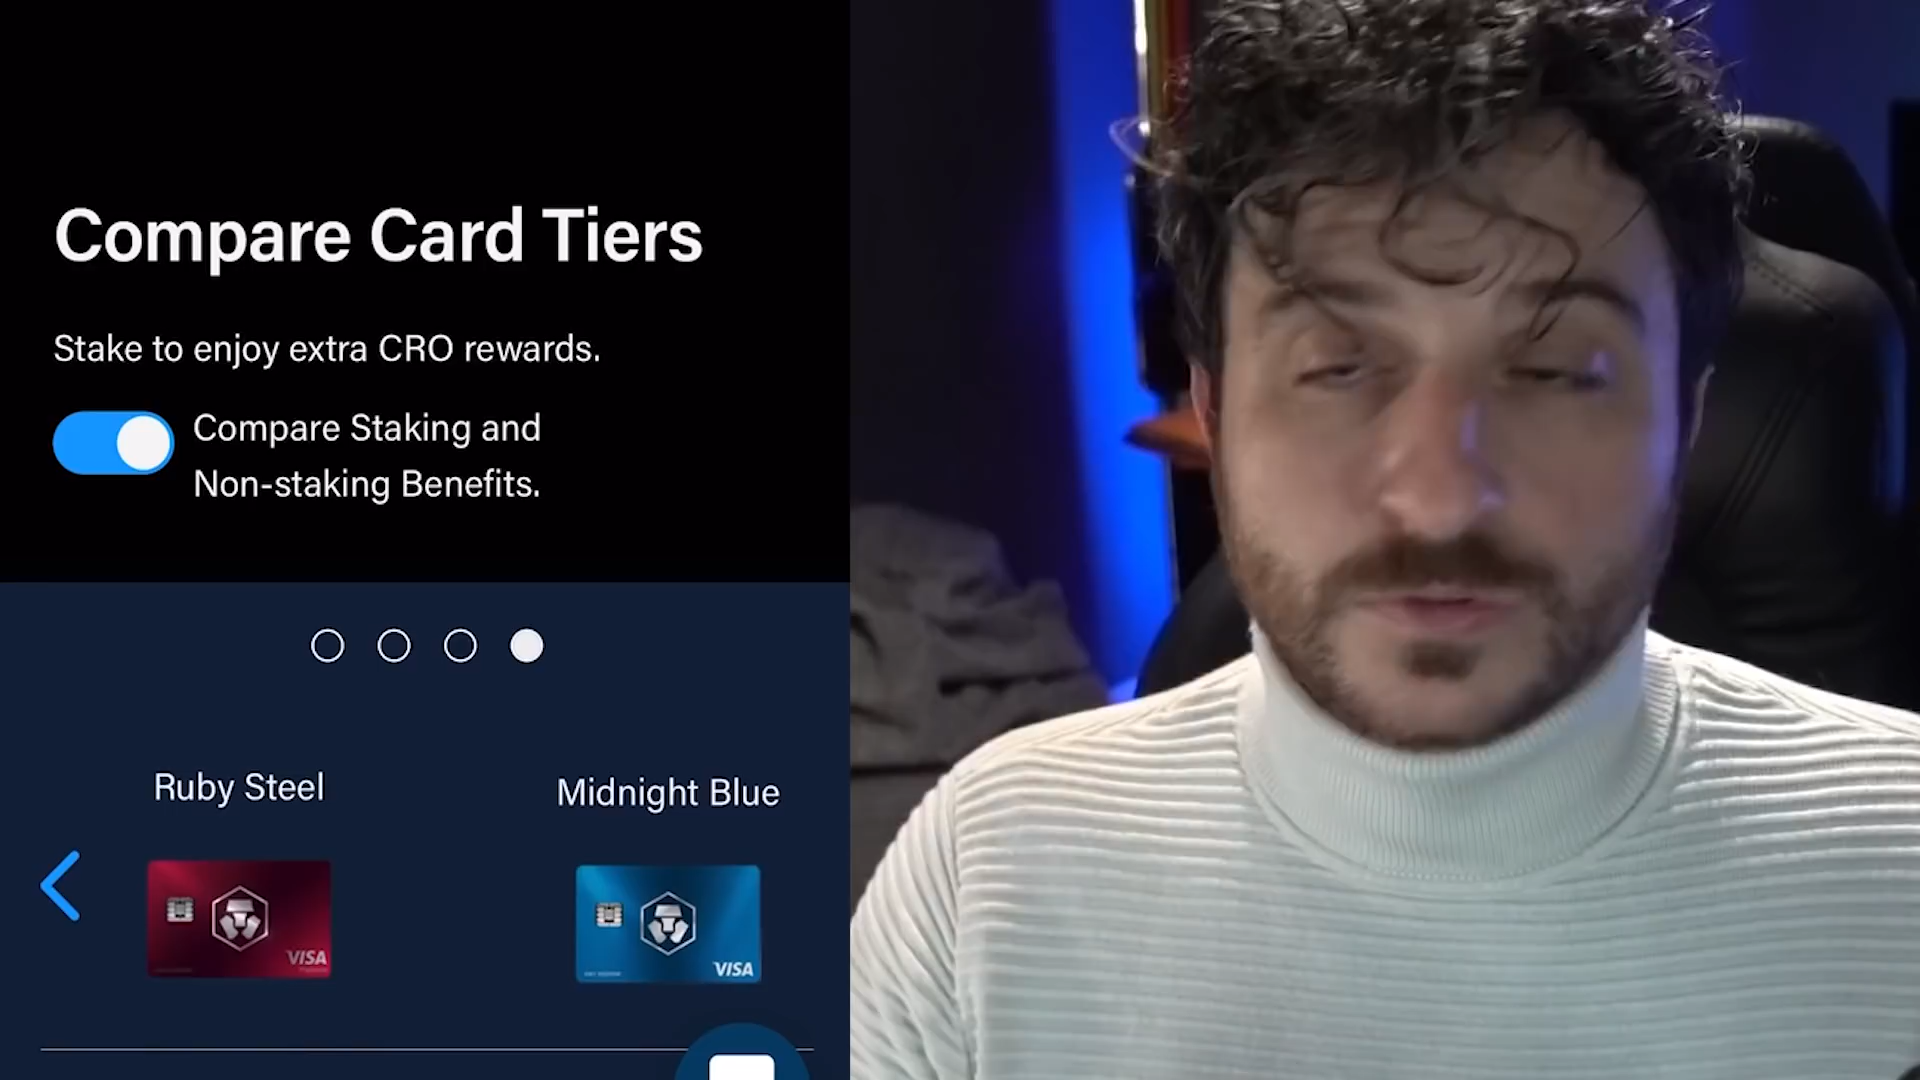 Compare Card Tiers
Stake to enjoy extra CRO rewards.
Compare Staking and
Non-staking Benefits.
Ruby Steel
Midnight Blue
VISA
VISA